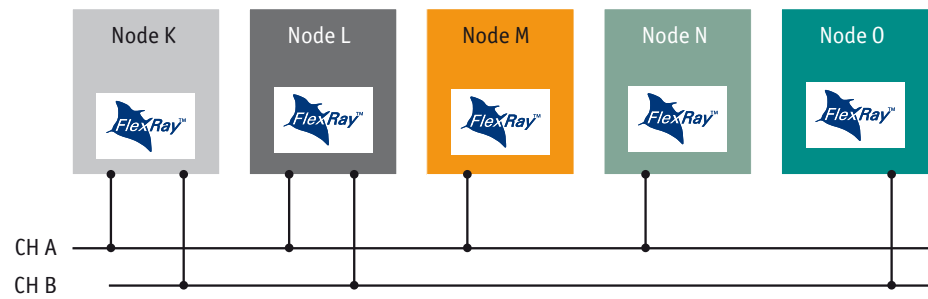 Node K
Node L
Node M
Node N
Node O
FlexRay™
FlexRay™
FlexRay™
FlexRay™
FlexRay™
CH A
CH B